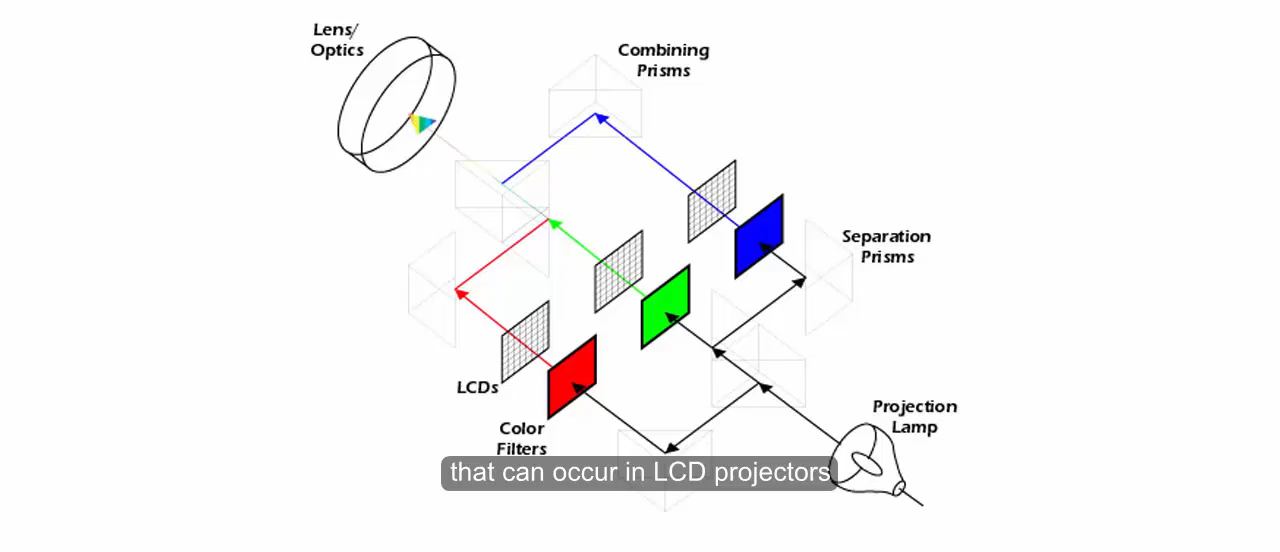 Lens/
Optics
Combining
Prisms
Separation
Prisms
LCDs
Projection
Lamp
Color
Filters
that can occur in LCD projectors